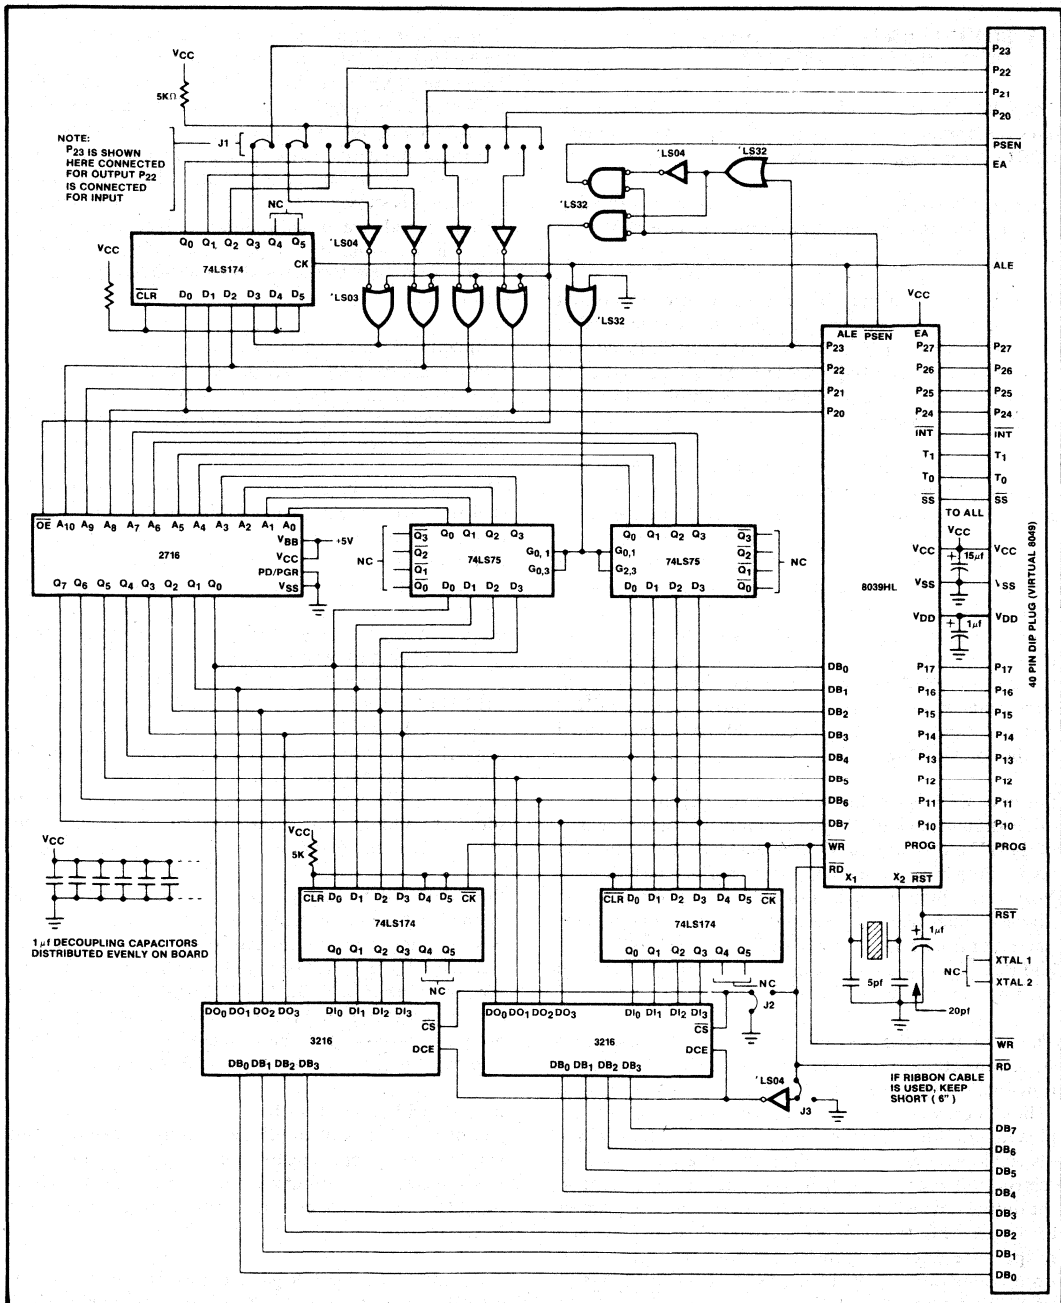 P23
VCC
P22
5KΩ
P21
P20
NOTE:
P23 IS SHOWN
HERE CONNECTED
FOR OUTPUT P22
IS CONNECTED
FOR INPUT
J1
PSEN
'LS04
'LS32
EA
NC
'LS32
Q0 Q1 Q2 Q3 Q4 Q5
'LS04
VCC
74LS174
CK
ALE
CLR D0 D1 D2 D3 D4 D5
'LS03
'LS32
VCC
ALE PSEN EA
P23 P27 P27
P22 P26 P26
P21 P25 P25
P20 P24 P24
INT INT
T1 T1
T0 T0
SS SS
TO ALL
VCC
OE A10 A9 A8 A7 A6 A5 A4 A3 A2 A1 A0
2716
VBB +5V
VCC
PD/PGR
VSS
Q7 Q6 Q5 Q4 Q3 Q2 Q1 Q0
NC
Q3 Q0 Q1 Q2 Q3
Q2 G0, 1
74LS75
Q1 G0,3
Q0 D0 D1 D2 D3
Q0 Q1 Q2 Q3 Q3
G0,1 Q2
74LS75
G2,3 Q1
D0 D1 D2 D3 Q0
NC
VCC + 15µf VCC
8039HL
VSS VSS
VDD + 1µf VDD
40 PIN DIP PLUG (VIRTUAL 8049)
DB0 P17 P17
DB1 P16 P16
DB2 P15 P15
DB3 P14 P14
DB4 P13 P13
DB5 P12 P12
DB6 P11 P11
DB7 P10 P10
WR PROG PROG
RD
X1 X2 RST
VCC
VCC
5K
CLR D0 D1 D2 D3 D4 D5 CK
74LS174
Q0 Q1 Q2 Q3 Q4 Q5
NC
CLR D0 D1 D2 D3 D4 D5 CK
74LS174
Q0 Q1 Q2 Q3 Q4 Q5
NC
1 µf DECOUPLING CAPACITORS
DISTRIBUTED EVENLY ON BOARD
RST
+ 1µf
NC
XTAL 1
XTAL 2
5pf
20pf
J2
DO0 DO1 DO2 DO3 DI0 DI1 DI2 DI3
CS
3216
DCE
DB0 DB1 DB2 DB3
DO0 DO1 DO2 DO3 DI0 DI1 DI2 DI3
CS
3216
DCE
DB0 DB1 DB2 DB3
WR
RD
'LS04
J3
IF RIBBON CABLE
IS USED, KEEP
SHORT ( 6" )
DB7
DB6
DB5
DB4
DB3
DB2
DB1
DB0